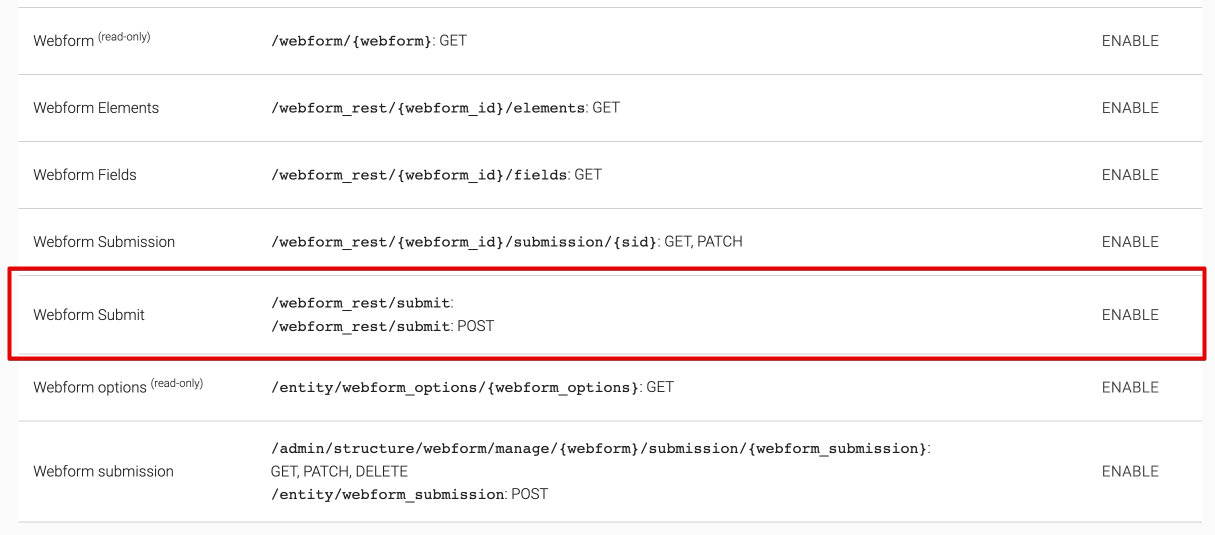 Webform (read-only) /webform/{webform}: GET ENABLE
Webform Elements /webform_rest/{webform_id}/elements: GET ENABLE
Webform Fields /webform_rest/{webform_id}/fields: GET ENABLE
Webform Submission /webform_rest/{webform_id}/submission/{sid}: GET, PATCH ENABLE
/webform_rest/submit:
Webform Submit ENABLE
/webform_rest/submit: POST
Webform options (read-only) /entity/webform_options/{webform_options}: GET ENABLE
/admin/structure/webform/manage/{webform}/submission/{webform_submission}:
Webform submission GET, PATCH, DELETE ENABLE
/entity/webform_submission: POST